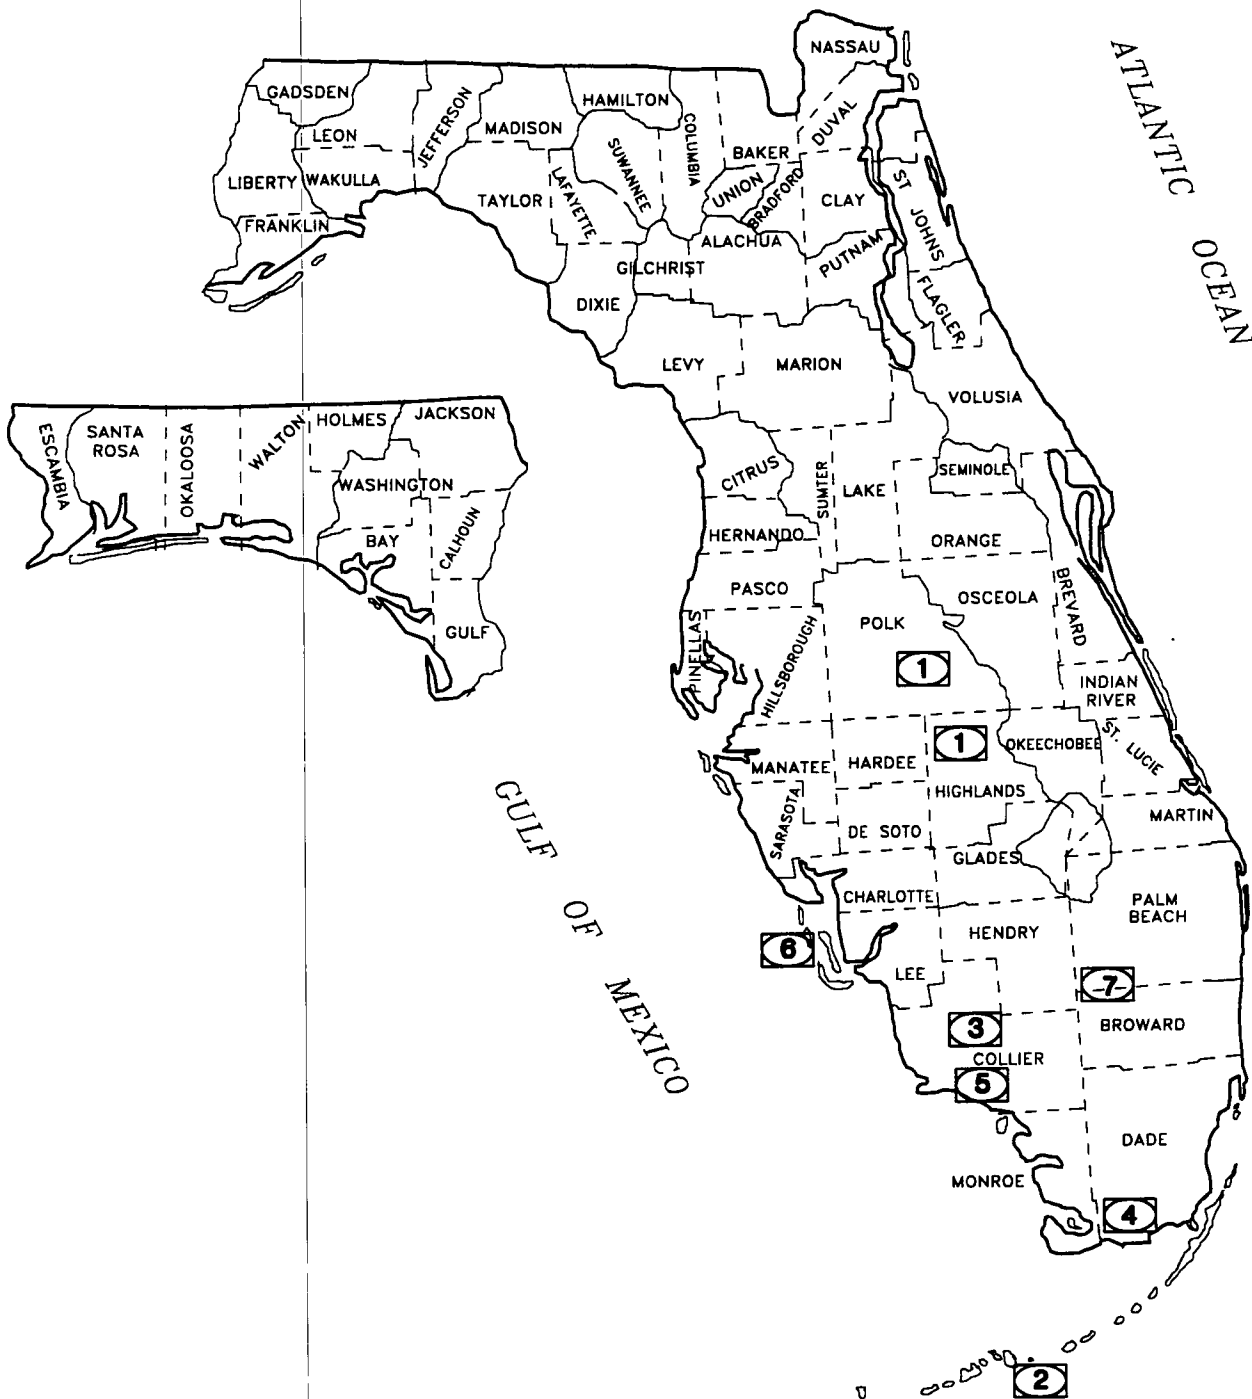 ATLANTIC
OCEAN
NASSAU
GADSDEN
HAMILTON
LEON
JEFFERSON
MADISON
COLUMBIA
DUVAL
SUWANNEE
BAKER
LIBERTY
WAKULLA
TAYLOR
LAFAYETTE
UNION
BRADFORD
CLAY
ST
JOHNS
FRANKLIN
ALACHUA
PUTNAM
GILCHRIST
DIXIE
FLAGLER
LEVY
MARION
VOLUSIA
ESCAMBIA
SANTA
ROSA
OKALOOSA
WALTON
HOLMES
JACKSON
WASHINGTON
BAY
CALHOUN
GULF
CITRUS
SUMTER
LAKE
SEMINOLE
HERNANDO
ORANGE
PASCO
OSCEOLA
BREVARD
PINELLAS
HILLSBOROUGH
POLK
1
INDIAN
RIVER
1
OKEECHOBEE
ST. LUCIE
MANATEE
HARDEE
HIGHLANDS
SARASOTA
DE SOTO
MARTIN
GLADES
CHARLOTTE
PALM
BEACH
HENDRY
6
LEE
7
3
BROWARD
COLLIER
5
DADE
MONROE
4
2
GULF
OF
MEXICO